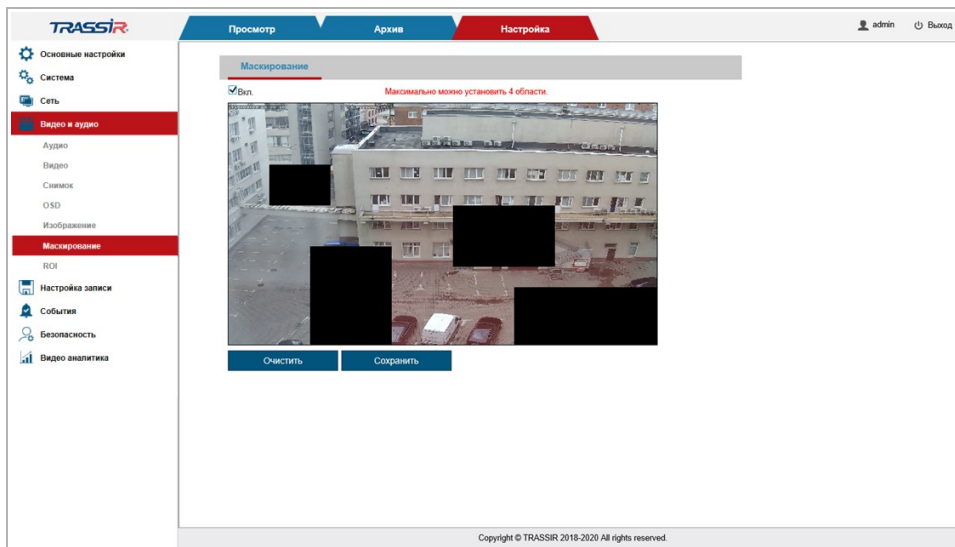 TRASSIR
Просмотр
Архив
Настройка
admin
Выход
Основные настройки
Система
Сеть
Видео и аудио
Аудио
Видео
Снимок
OSD
Изображение
Маскирование
ROI
Настройка записи
События
Безопасность
Видео аналитика
Маскирование
Вкл.
Максимально можно установить 4 области.
Очистить
Сохранить
Copyright © TRASSIR 2018-2020 All rights reserved.